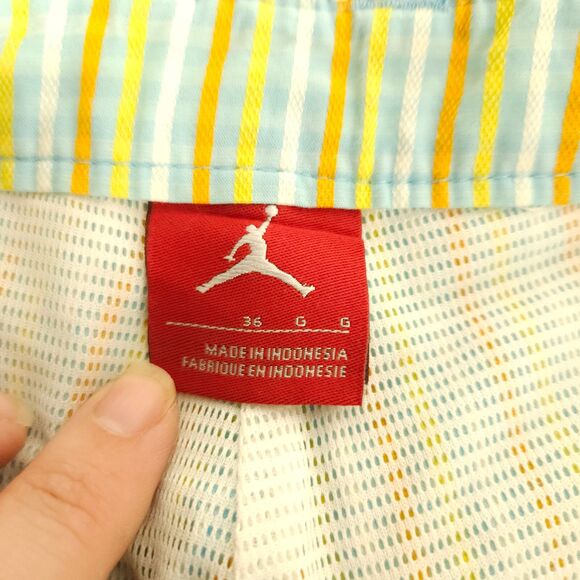 36 G G
MADE IN INDONESIA
FABRIQUE EN INDONESIE